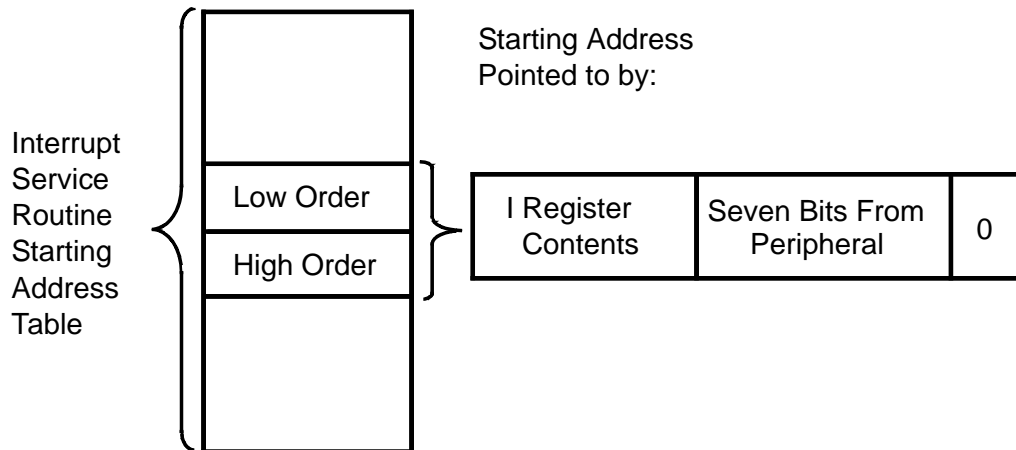 Starting Address
Pointed to by:
Interrupt
Service
Routine
Starting
Address
Table
Low Order
High Order
I Register
Contents
Seven Bits From
Peripheral
0